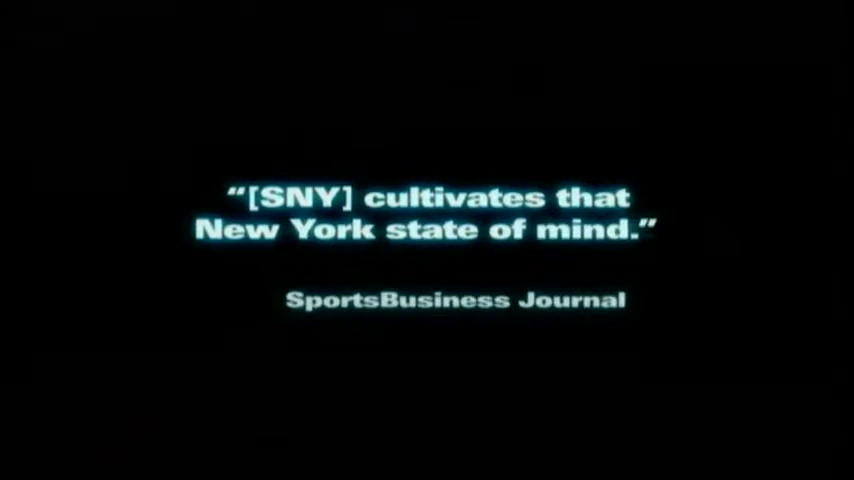 “[SNY] cultivates that
New York state of mind.”
SportsBusiness Journal